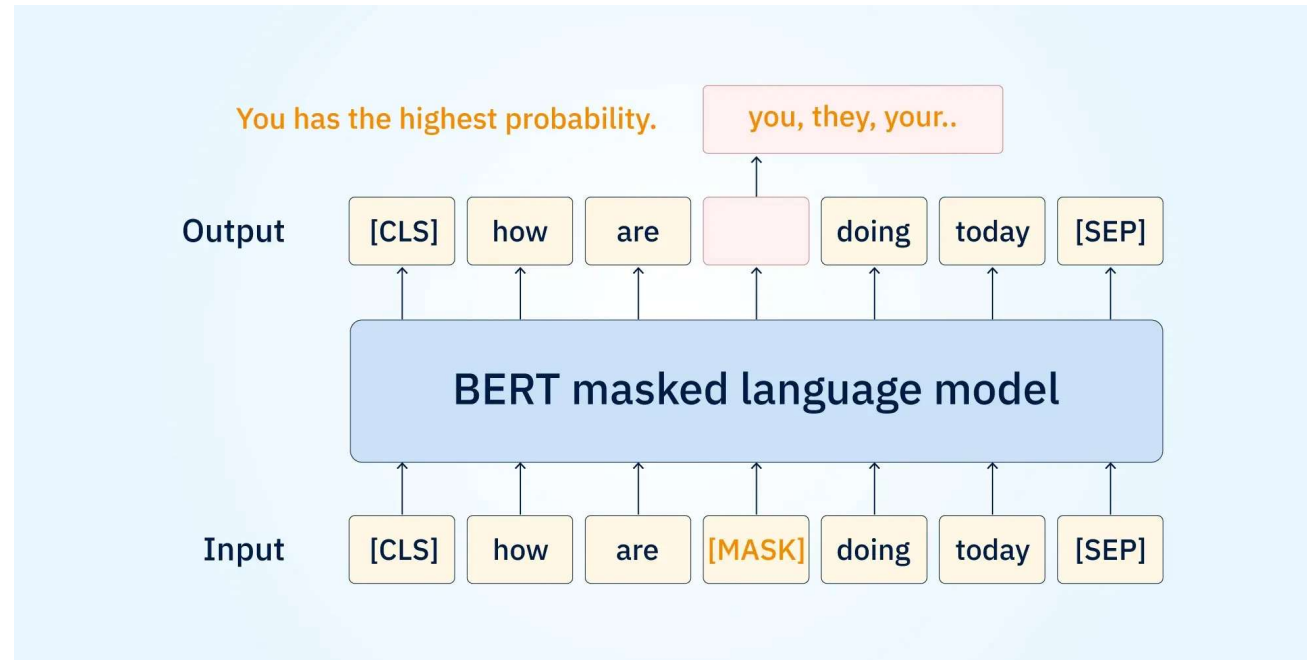 You has the highest probability.
you, they, your..
Output
[CLS]
how
are
doing
today
[SEP]
BERT masked language model
Input
[CLS]
how
are
[MASK]
doing
today
[SEP]